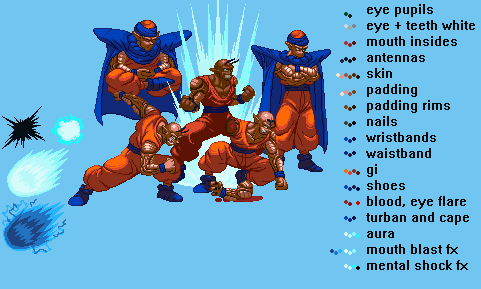 eye pupils
eye + teeth white
mouth insides
antennas
skin
padding
padding rims
nails
wristbands
waistband
gi
shoes
blood, eye flare
turban and cape
aura
mouth blast fx
mental shock fx